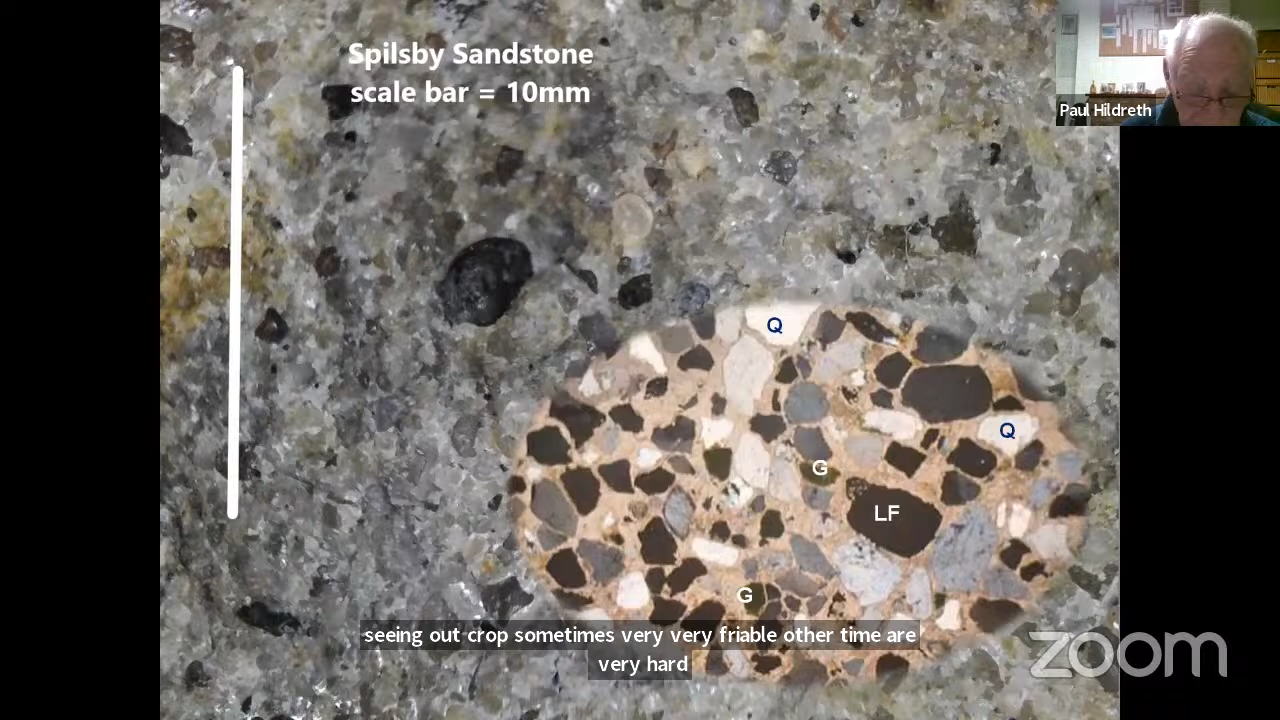 Spilsby Sandstone
scale bar = 10mm
Paul Hildreth
Q
Q
G
LF
G
seeing out crop sometimes very very friable other time are
very hard
zoom